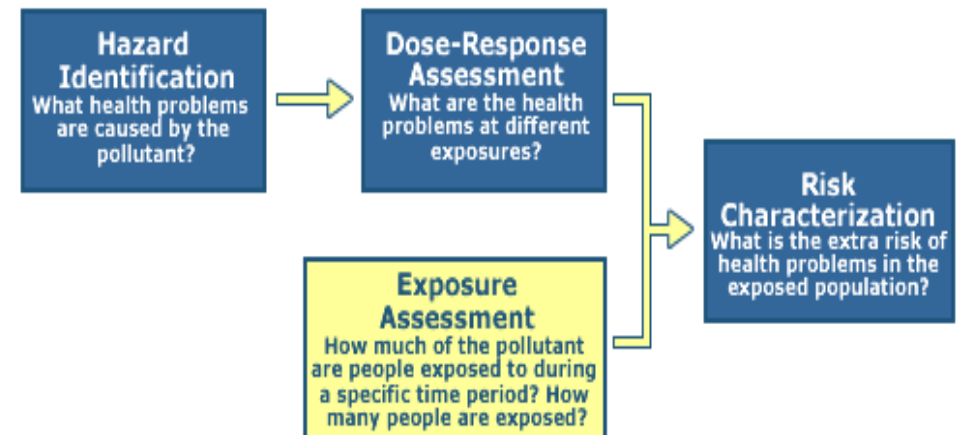 Hazard
Identification
What health problems
are caused by the
pollutant?
Dose-Response
Assessment
What are the health
problems at different
exposures?
Exposure
Assessment
How much of the pollutant
are people exposed to during
a specific time period? How
many people are exposed?
Risk
Characterization
What is the extra risk of
health problems in the
exposed population?